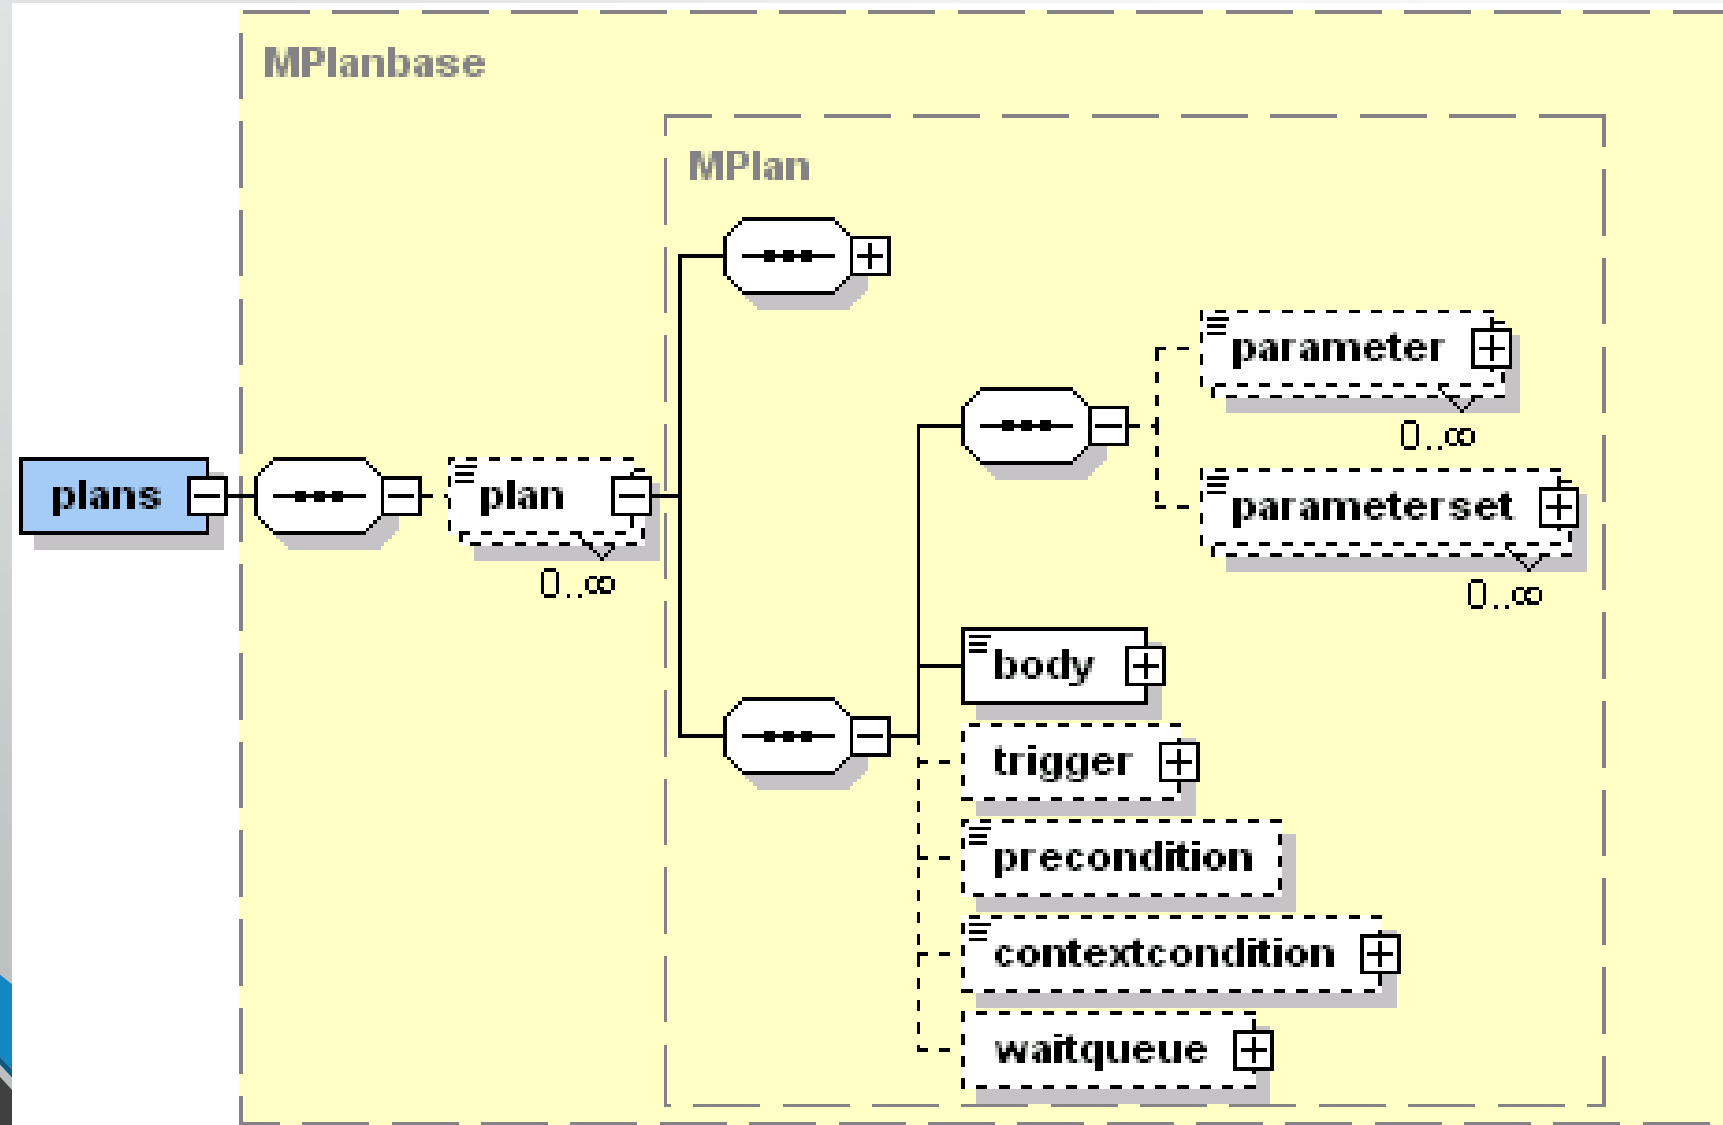 MPlanbase
MPlan
parameter
0..∞
plans
plan
0..∞
parameterset
0..∞
body
trigger
precondition
contextcondition
waitqueue